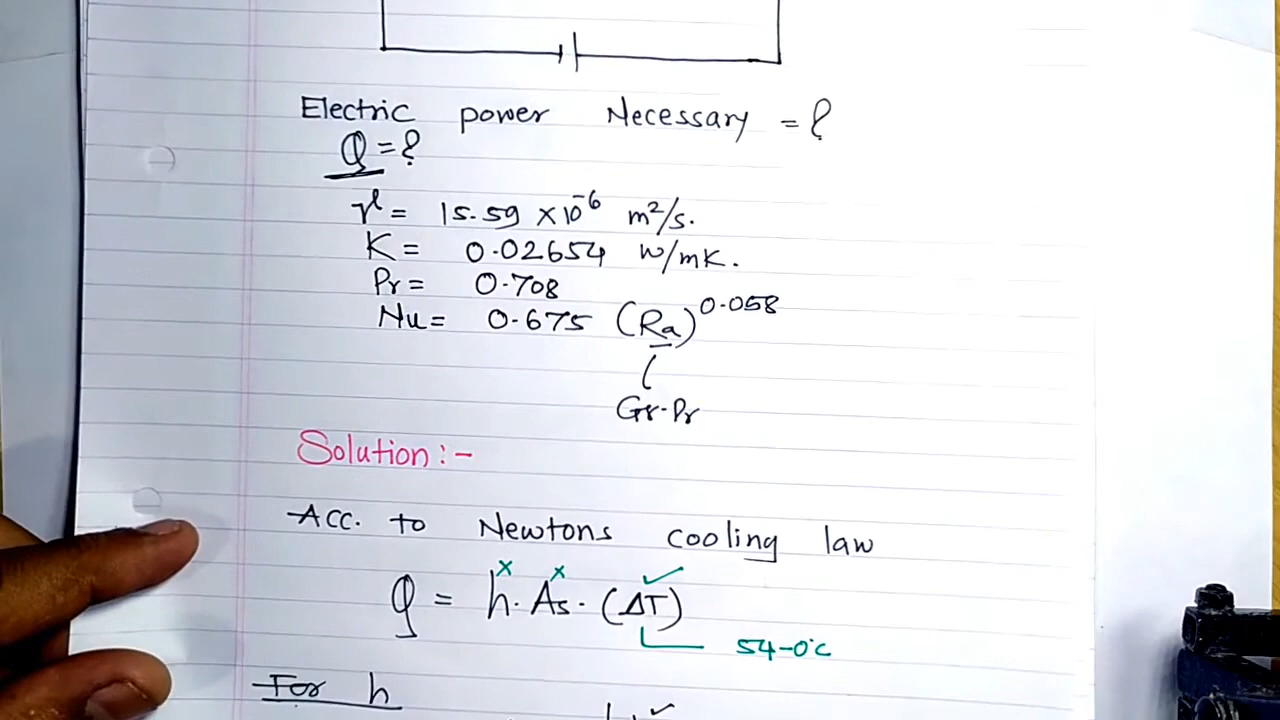 Electric power Necessary = ?
Q = ?
γ = 15.59 ×10⁻⁶ m²/s.
K = 0.02654 w/mK.
Pr = 0.708
Nu = 0.675 (Ra)^0.058
Gr.Pr
Solution:-
Acc. to Newtons cooling law
Q = h. As. (ΔT)
54-0°C
For h